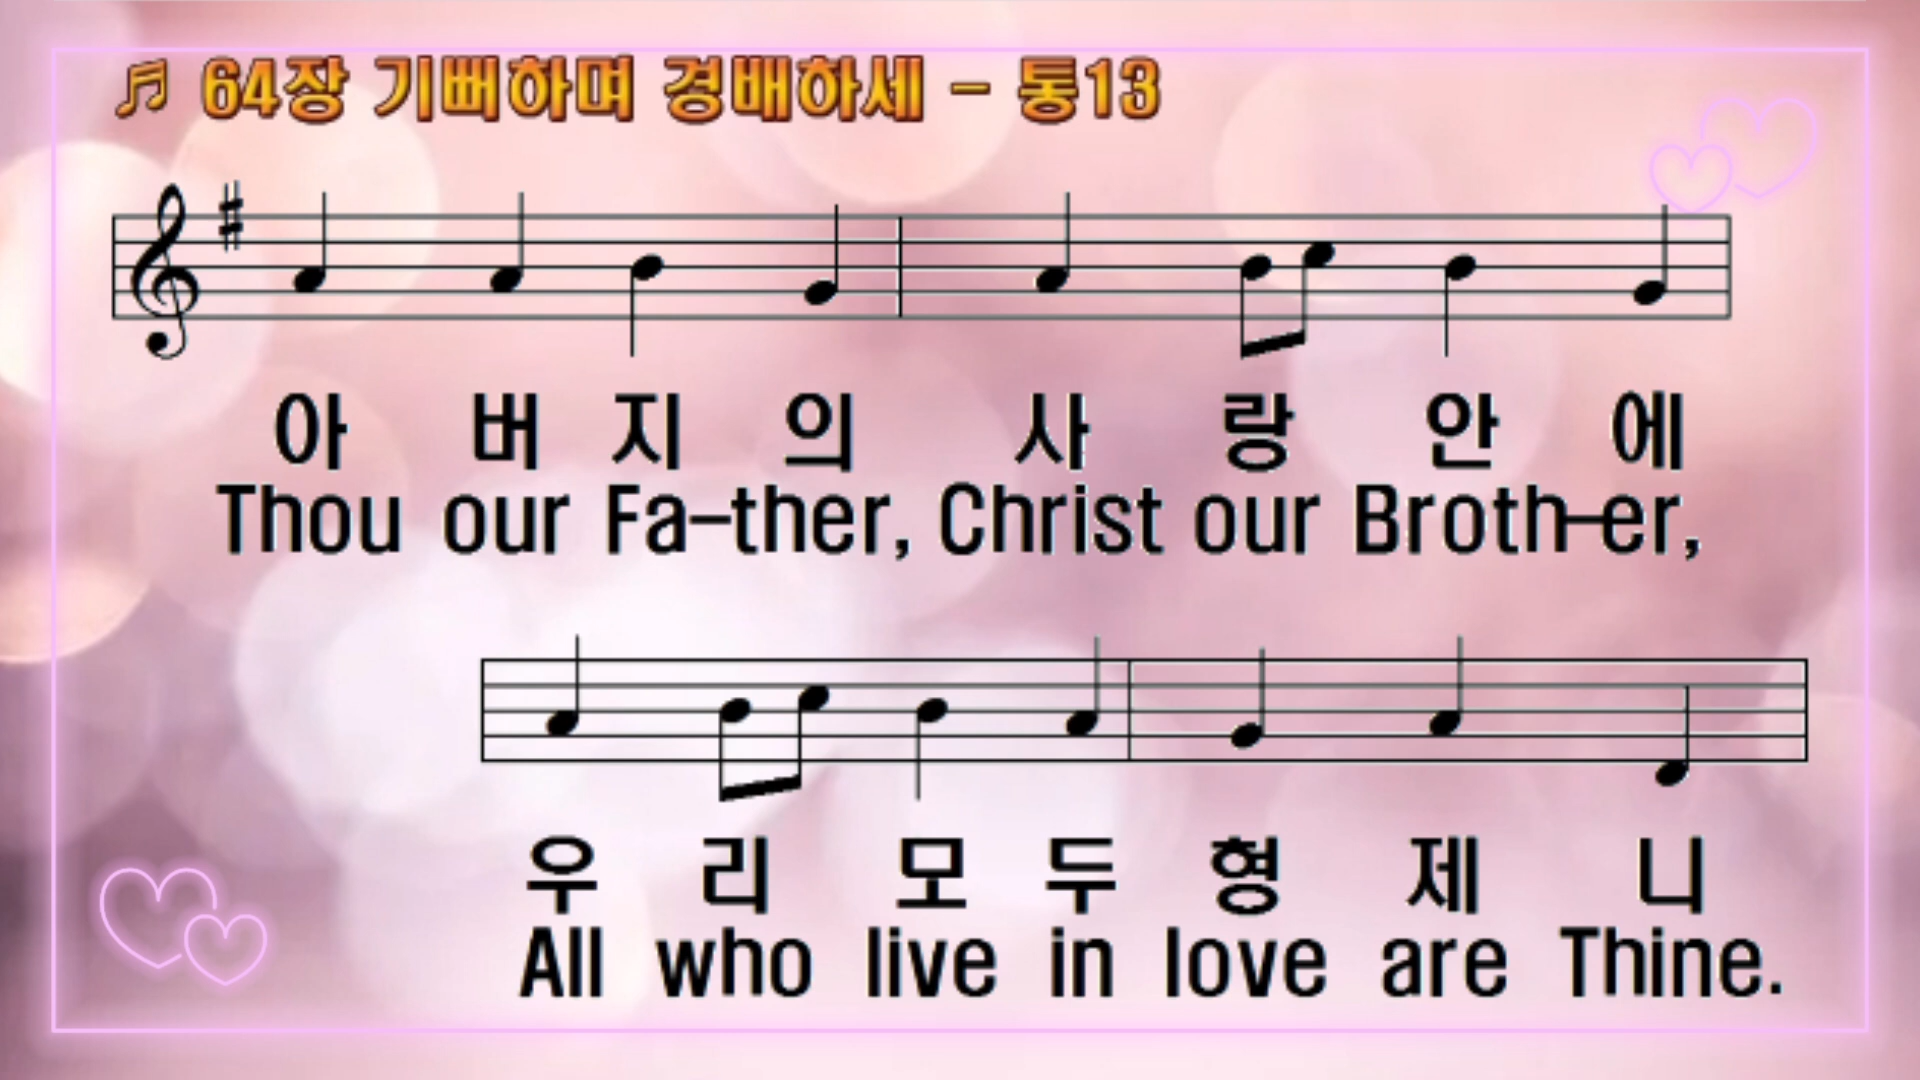 ♬ 64장 기뻐하며 경배하세 - 통13
아 버 지 의 사 랑 안 에
Thou our Fa-ther, Christ our Broth-er,
우 리 모 두 형 제 니
All who live in love are Thine.